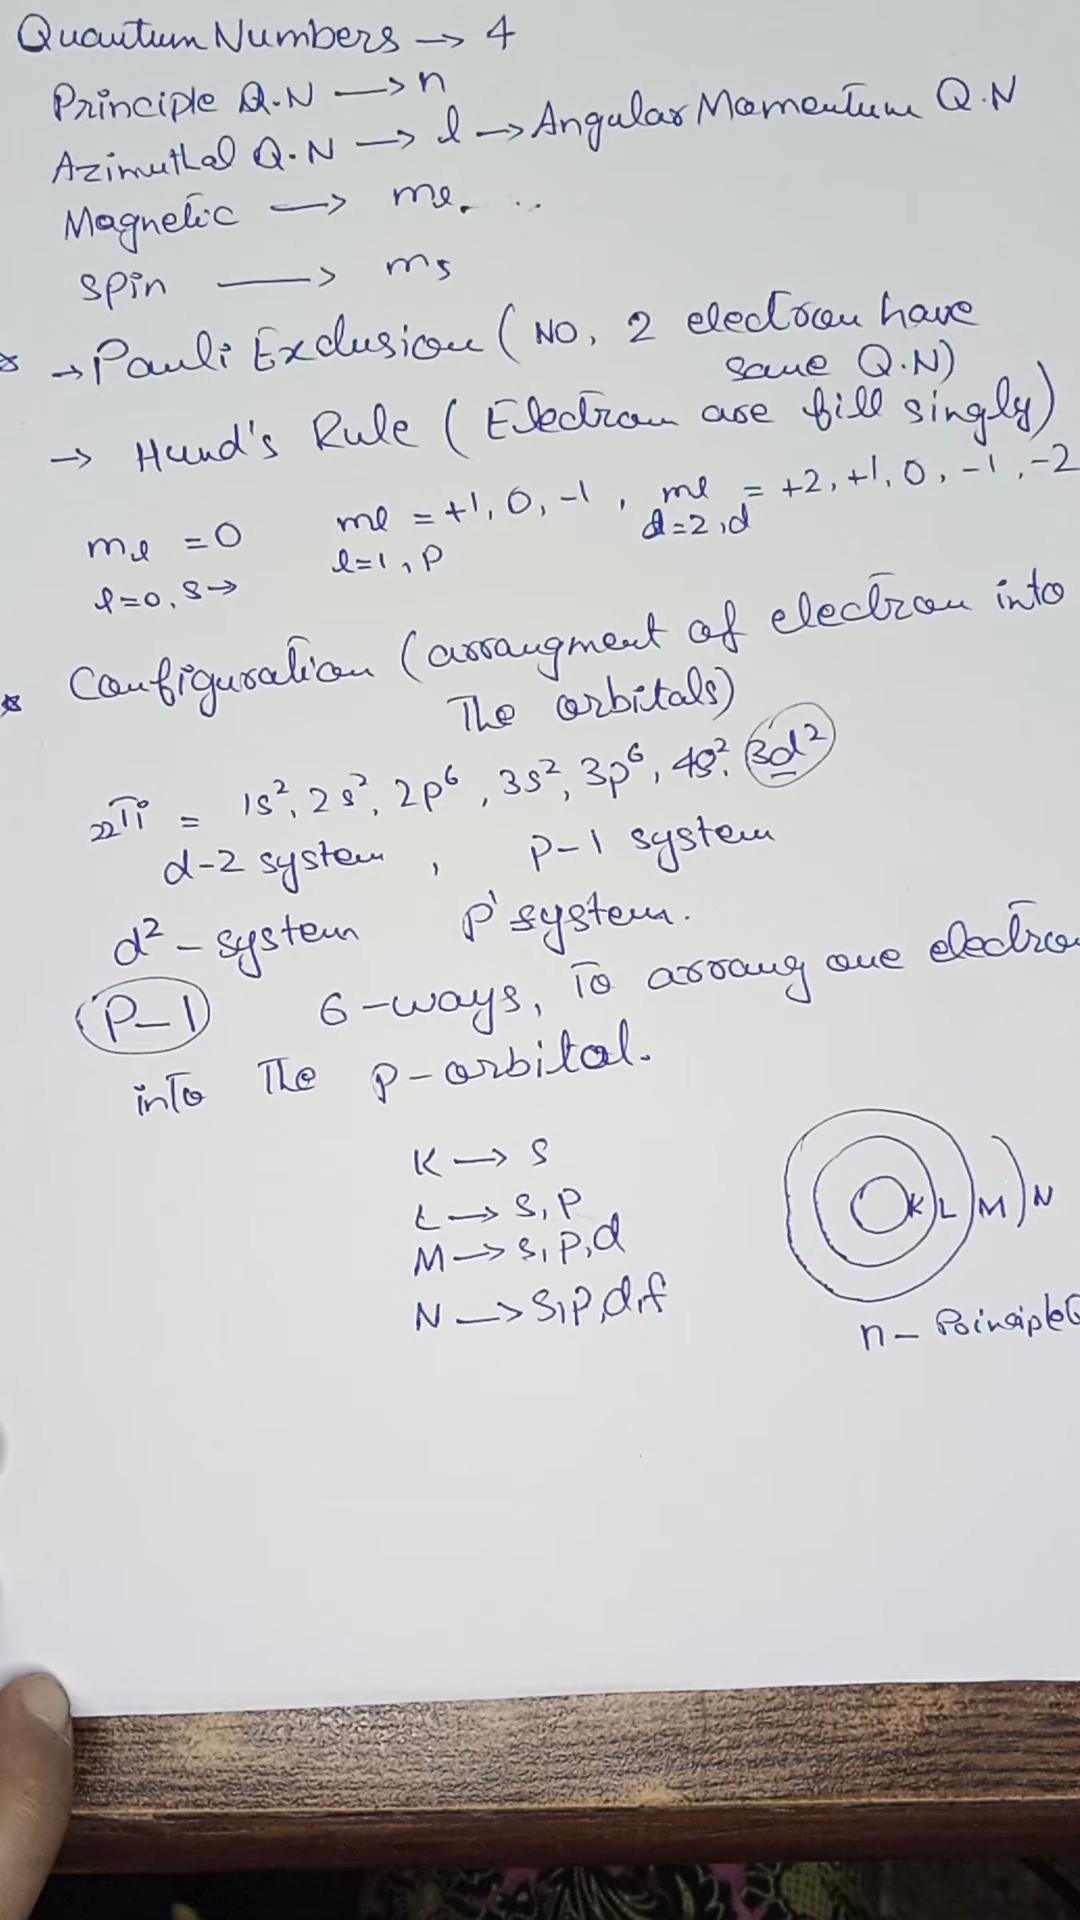 Quantum Numbers → 4
Principle Q.N → n
Azimuthal Q.N → l → Angular Momentum Q.N
Magnetic → ml.
spin → ms
→ Pauli Exclusion (NO, 2 electron have
same Q.N)
→ Hund's Rule (Electron are fill singly)
ml = 0   ml = +1, 0, -1 , ml = +2, +1, 0, -1, -2
l=0, s→   l=1, p   d=2, d
Configuration (arrangment of electron into
The orbitals)
22Ti = 1s², 2s², 2p⁶, 3s², 3p⁶, 4s², 3d²
d-2 system , p-1 system
d² - system   p¹ system.
P-1   6-ways, To arrang one electro
into The p-orbital.
K → s
L → s, p
M → s, p, d
N → s, p, d, f
K L M N
n - Poinciple Q